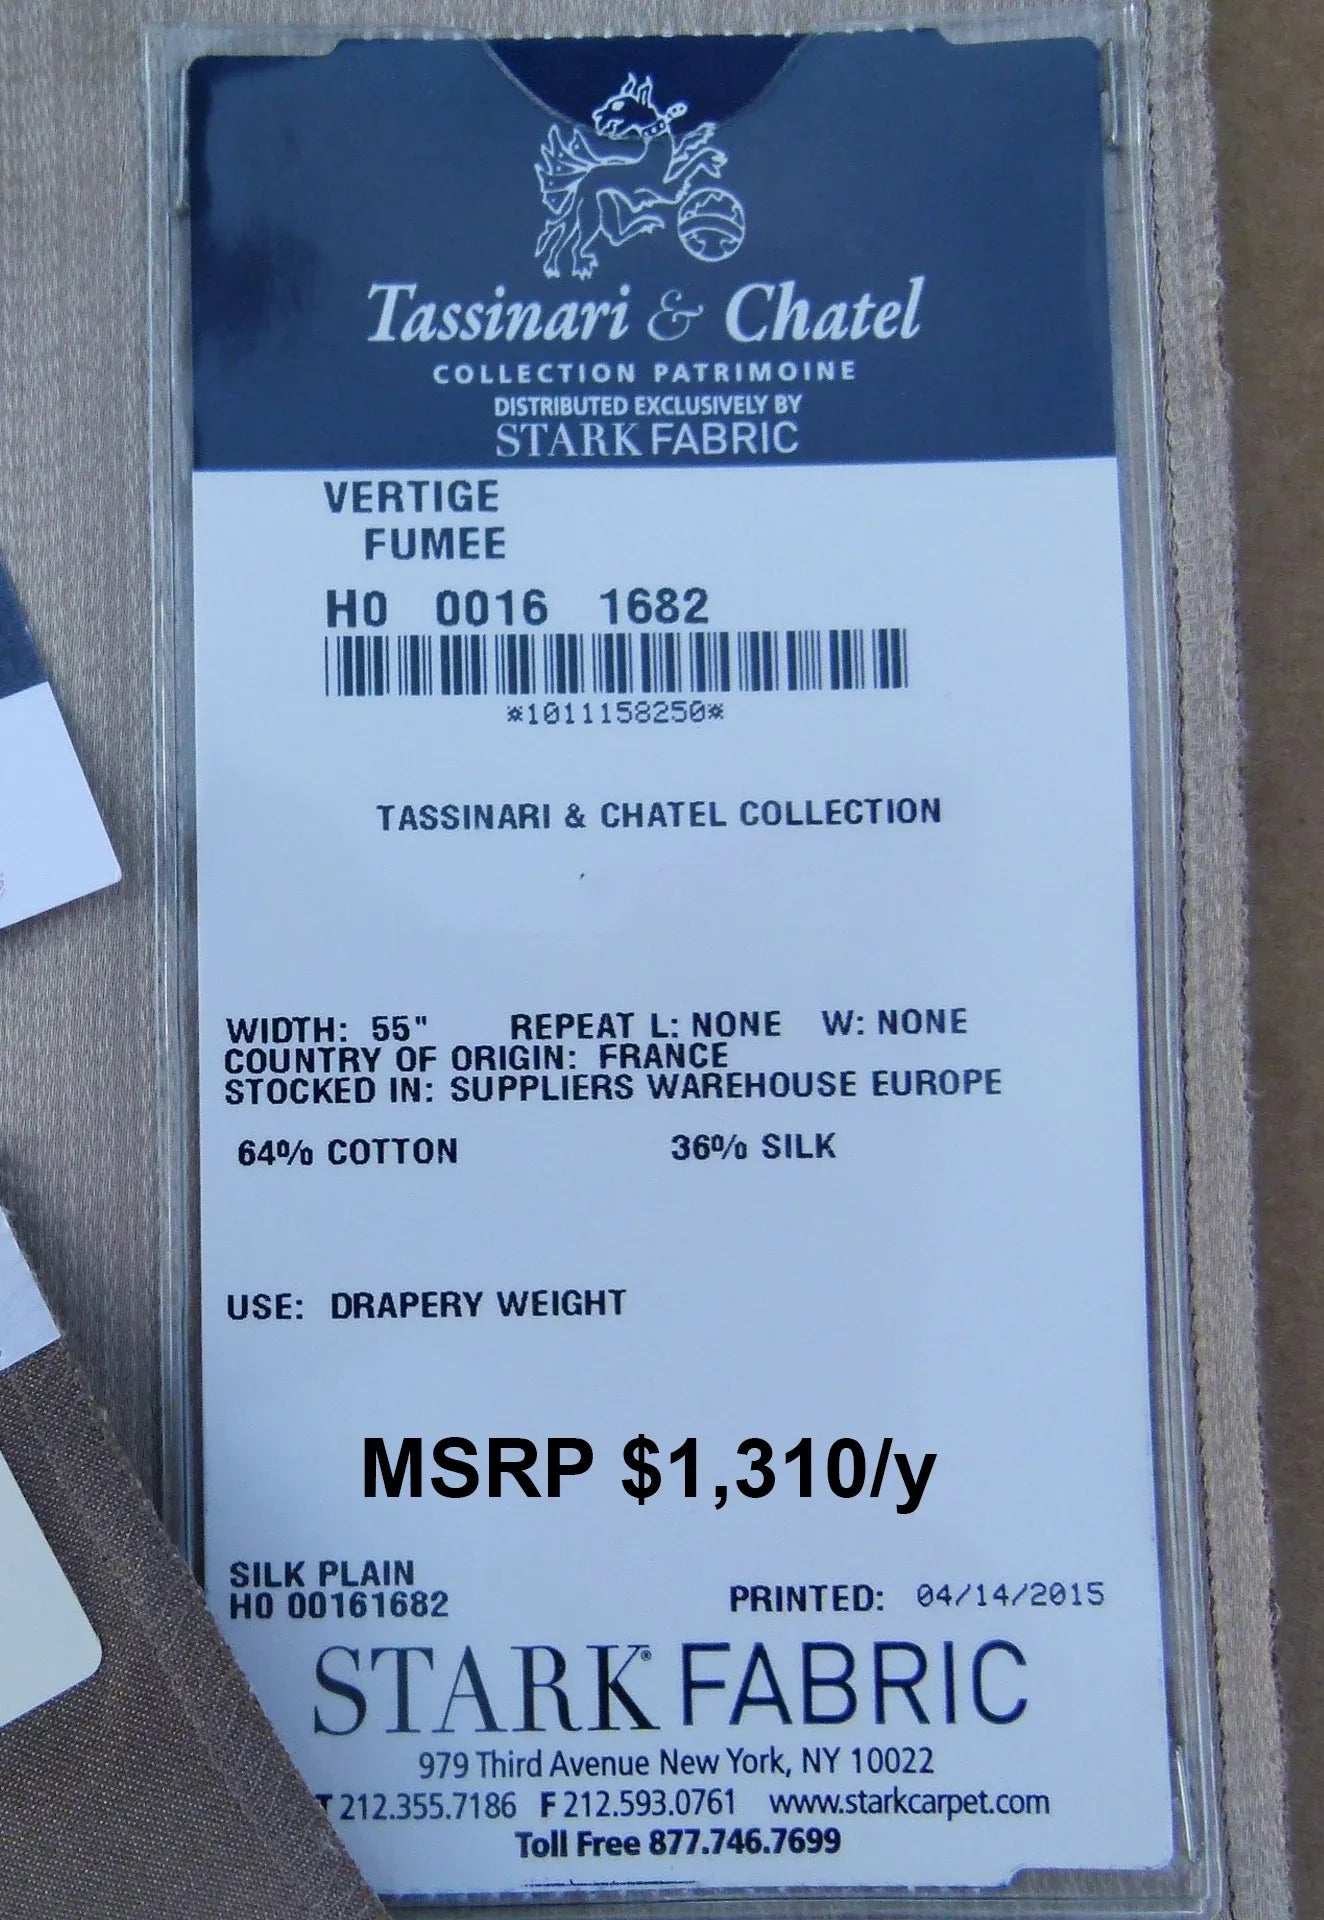 Tassinari & Chatel
COLLECTION PATRIMOINE
DISTRIBUTED EXCLUSIVELY BY
STARK FABRIC
VERTIGE
FUMEE
H0 0016 1682
*1011158250*
TASSINARI & CHATEL COLLECTION
WIDTH: 55" REPEAT L: NONE W: NONE
COUNTRY OF ORIGIN: FRANCE
STOCKED IN: SUPPLIERS WAREHOUSE EUROPE
64% COTTON 36% SILK
USE: DRAPERY WEIGHT
MSRP $1,310/y
SILK PLAIN
H0 00161682 PRINTED: 04/14/2015
STARK® FABRIC
979 Third Avenue New York, NY 10022
T 212.355.7186 F 212.593.0761 www.starkcarpet.com
Toll Free 877.746.7699